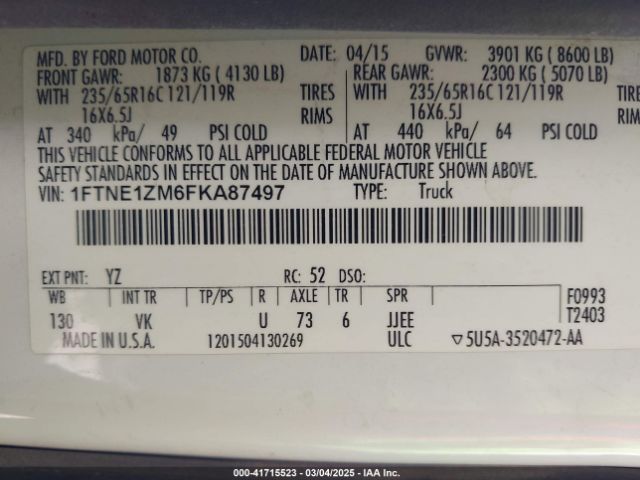 MFD. BY FORD MOTOR CO. DATE: 04/15 GVWR: 3901 KG (8600 LB)
FRONT GAWR: 1873 KG (4130 LB) REAR GAWR: 2300 KG (5070 LB)
WITH 235/65R16C 121/119R TIRES WITH 235/65R16C 121/119R TIRES
16X6.5J RIMS 16X6.5J RIMS
AT 340 kPa/ 49 PSI COLD AT 440 kPa/ 64 PSI COLD
THIS VEHICLE CONFORMS TO ALL APPLICABLE FEDERAL MOTOR VEHICLE
SAFETY STANDARDS IN EFFECT ON THE DATE OF MANUFACTURE SHOWN ABOVE.
VIN: 1FTNE1ZM6FKA87497 TYPE: Truck
EXT PNT: YZ RC: 52 DSO:
WB INT TR TP/PS R AXLE TR SPR F0993
130 VK U 73 6 JJEE T2403
MADE IN U.S.A. 1201504130269 ULC ▽5U5A-3520472-AA
000-41715523 - 03/04/2025 - IAA Inc.